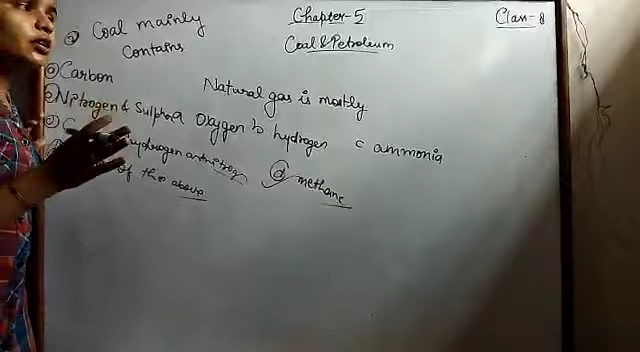 Chapter-5
Class-8
Coal & Petroleum
Coal mainly
contains
Carbon
Nitrogen & Sulphur
hydrogen
of the above
Natural gas is mostly
a oxygen b hydrogen
c ammonia
d methane